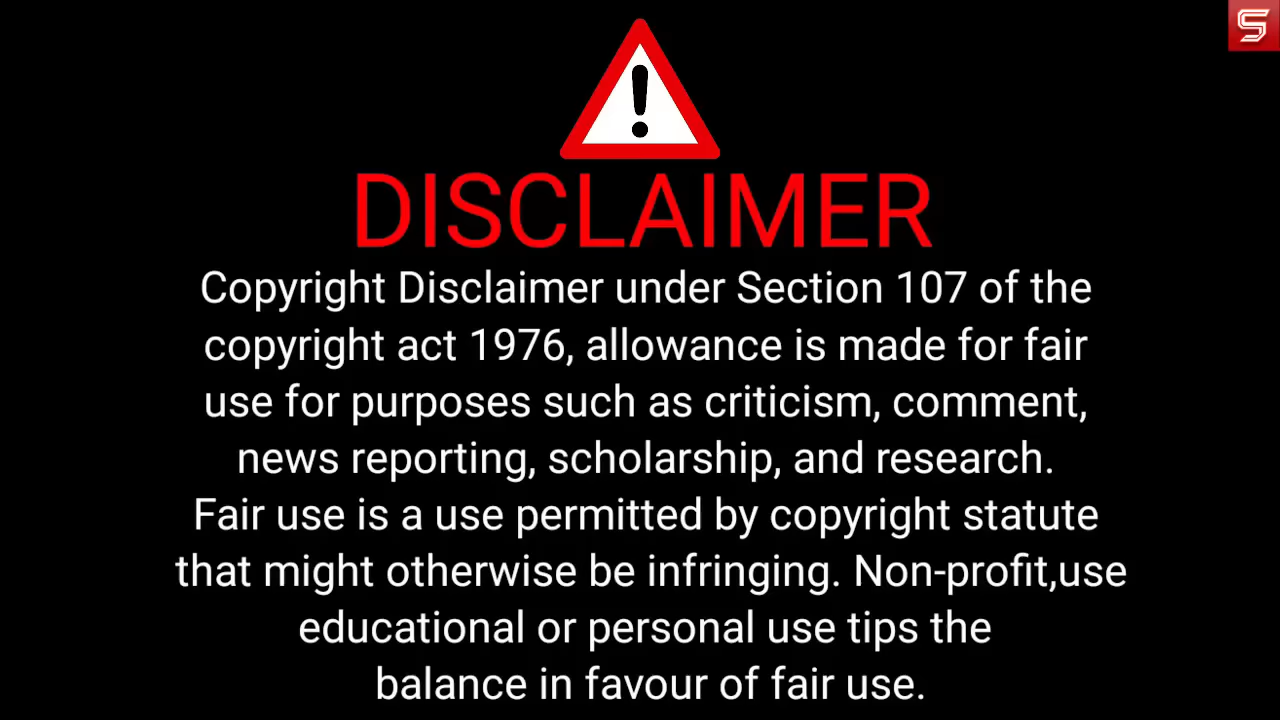 S
DISCLAIMER
Copyright Disclaimer under Section 107 of the
copyright act 1976, allowance is made for fair
use for purposes such as criticism, comment,
news reporting, scholarship, and research.
Fair use is a use permitted by copyright statute
that might otherwise be infringing. Non-profit,use
educational or personal use tips the
balance in favour of fair use.